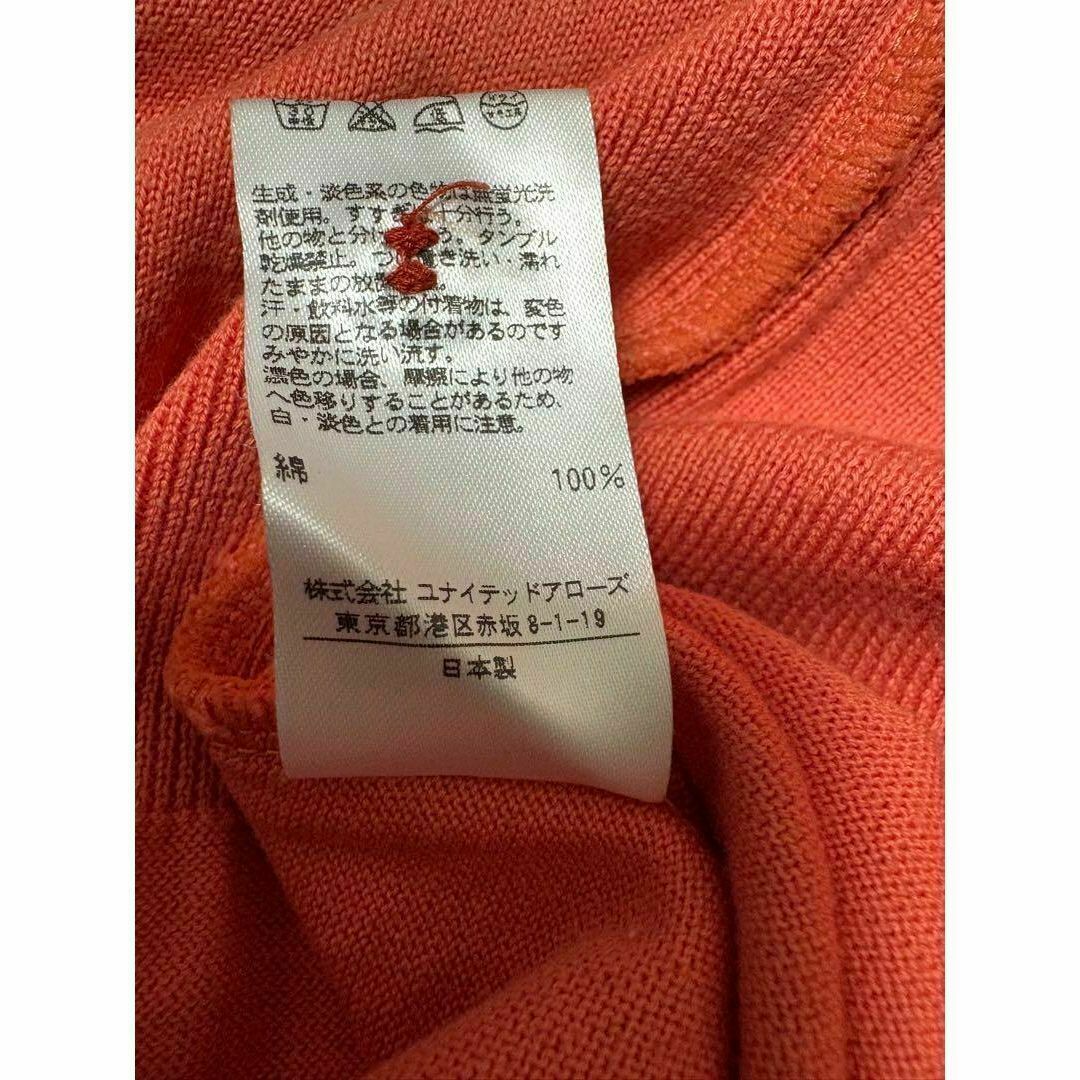 生成・淡色系の色物は無蛍光洗
剤使用。すすぎは十分行う。
他の物と分け 
う。タンブル
乾燥禁止。つ け置き洗い・濡れ
たままの放
汗・飲料水等の付着物は、変色
の原因となる場合があるのです
みやかに洗い流す。
濃色の場合、摩擦により他の物
へ色移りすることがあるため、
白・淡色との着用に注意。
綿 100%
株式会社 ユナイテッドアローズ
東京都港区赤坂8-1-19
日本製